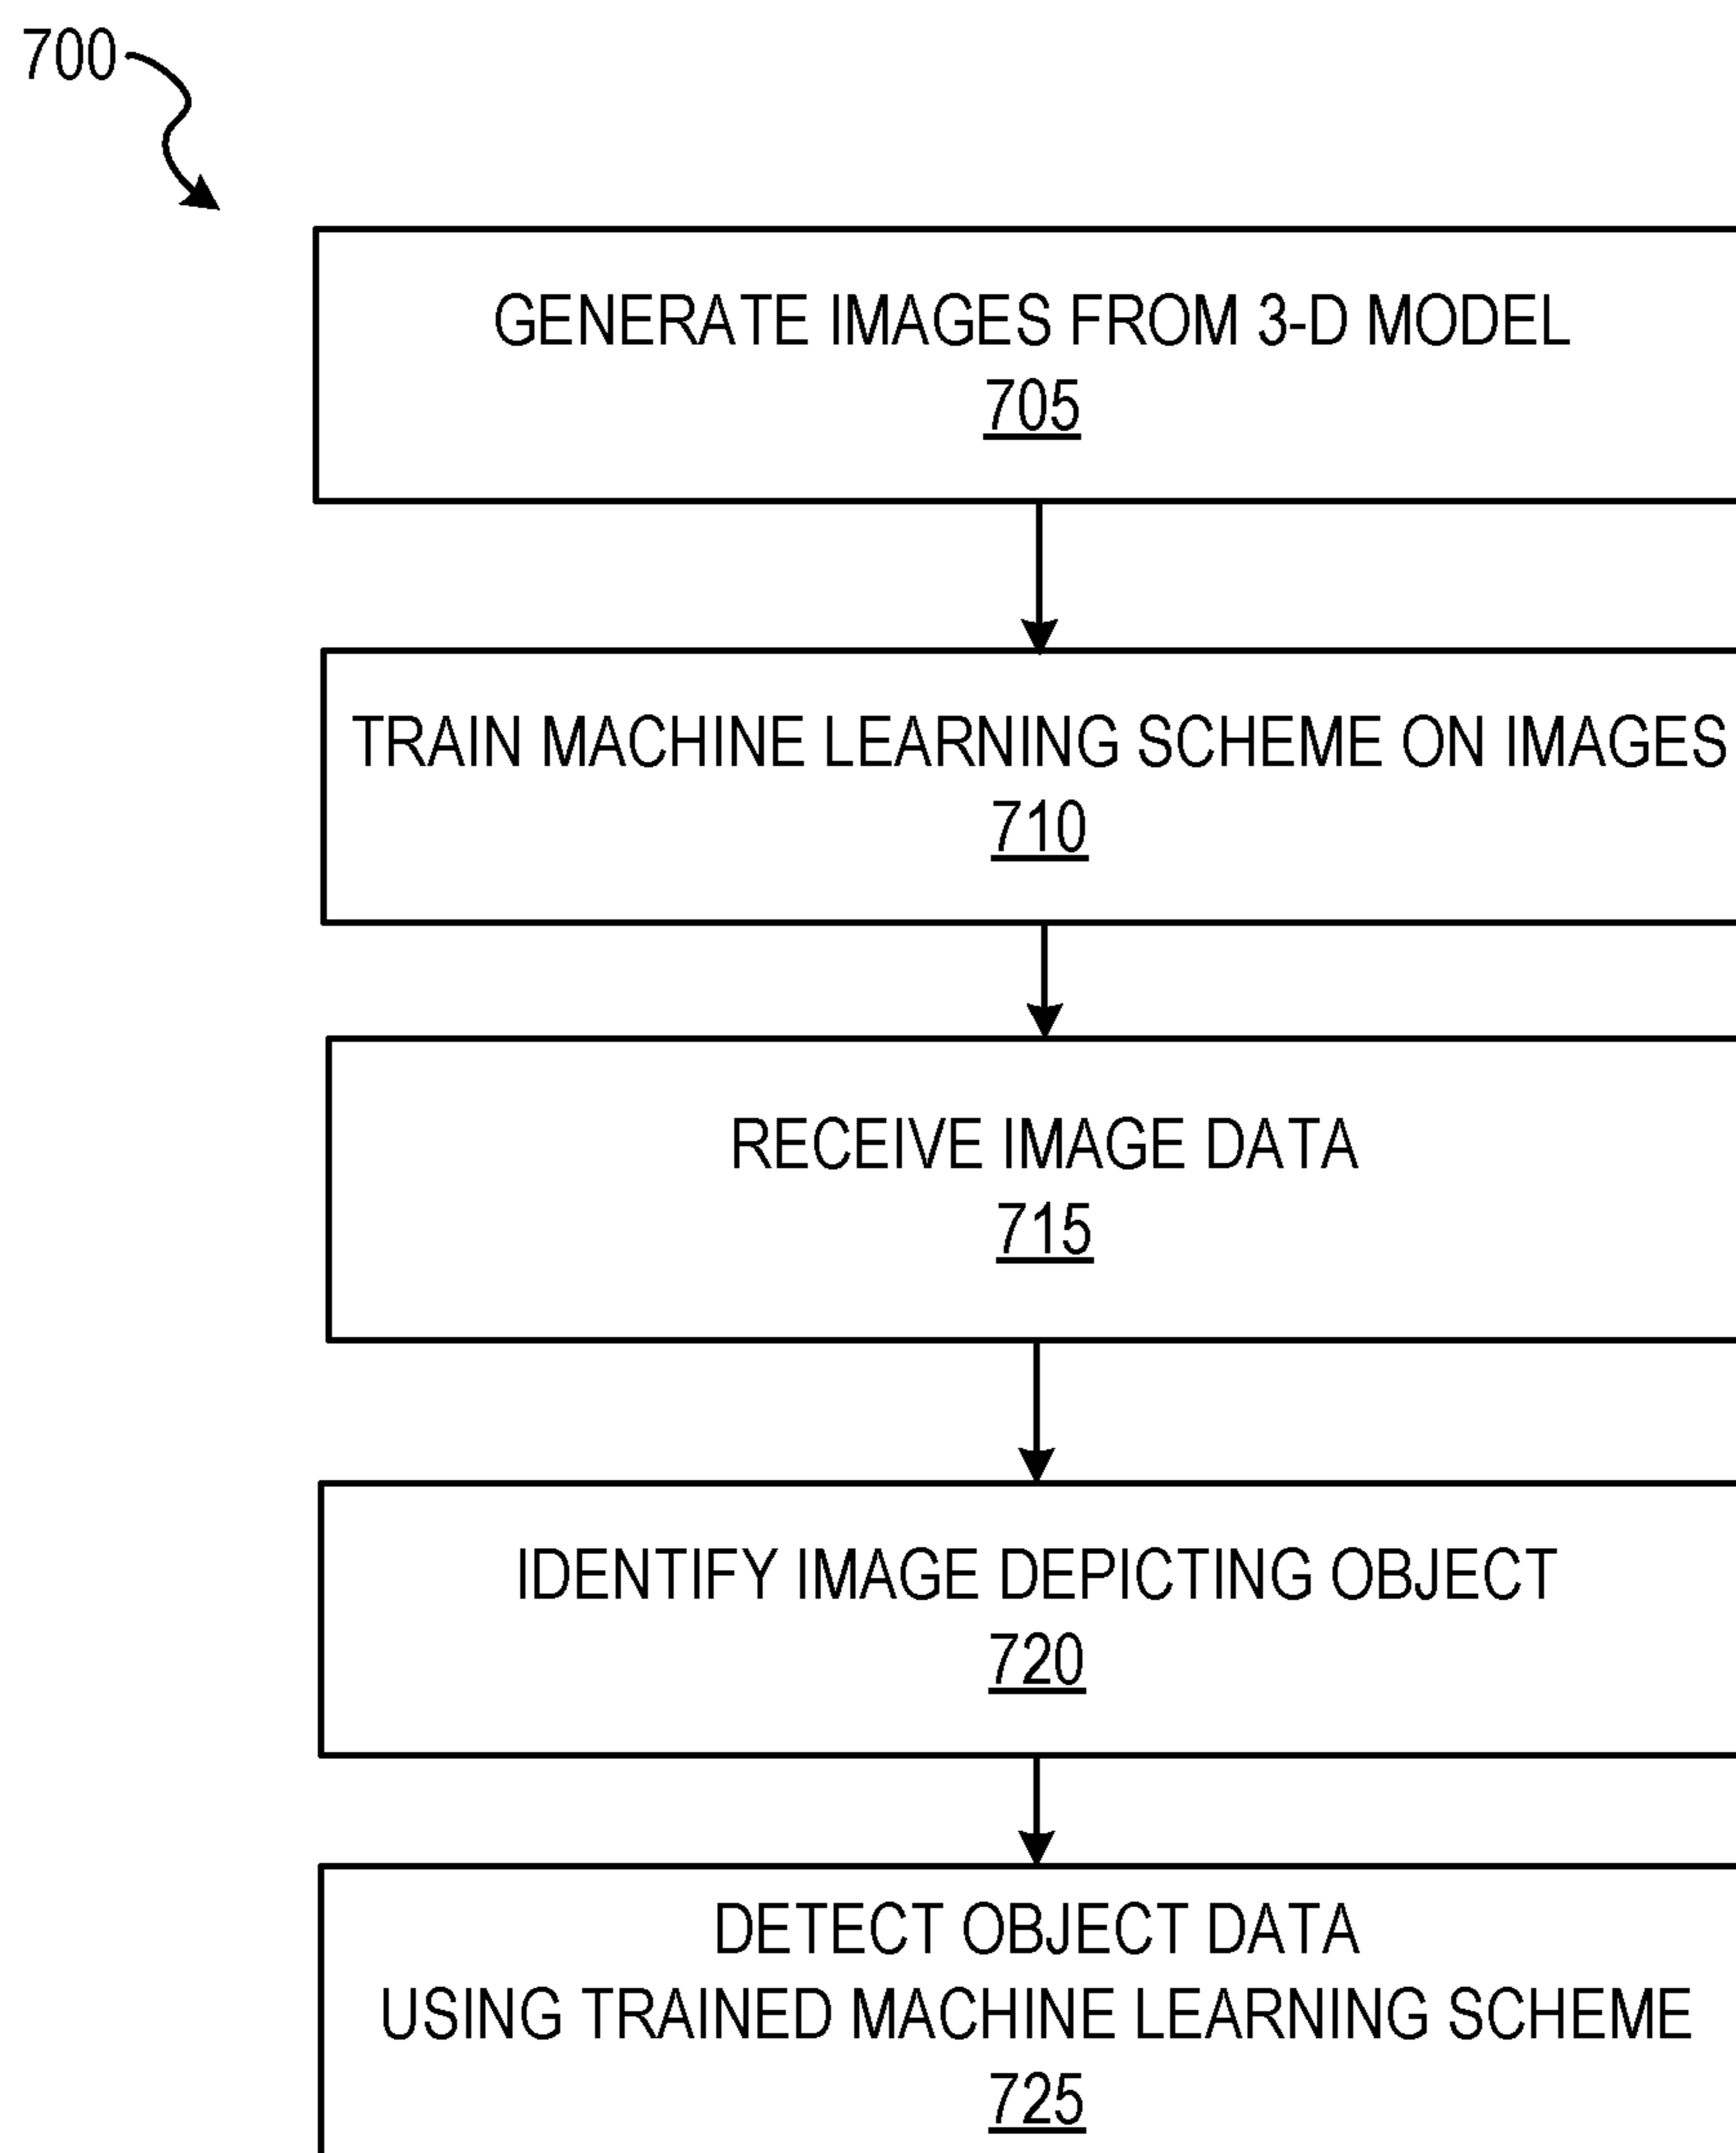 700
GENERATE IMAGES FROM 3-D MODEL
705
TRAIN MACHINE LEARNING SCHEME ON IMAGES
710
RECEIVE IMAGE DATA
715
IDENTIFY IMAGE DEPICTING OBJECT
720
DETECT OBJECT DATA
USING TRAINED MACHINE LEARNING SCHEME
725